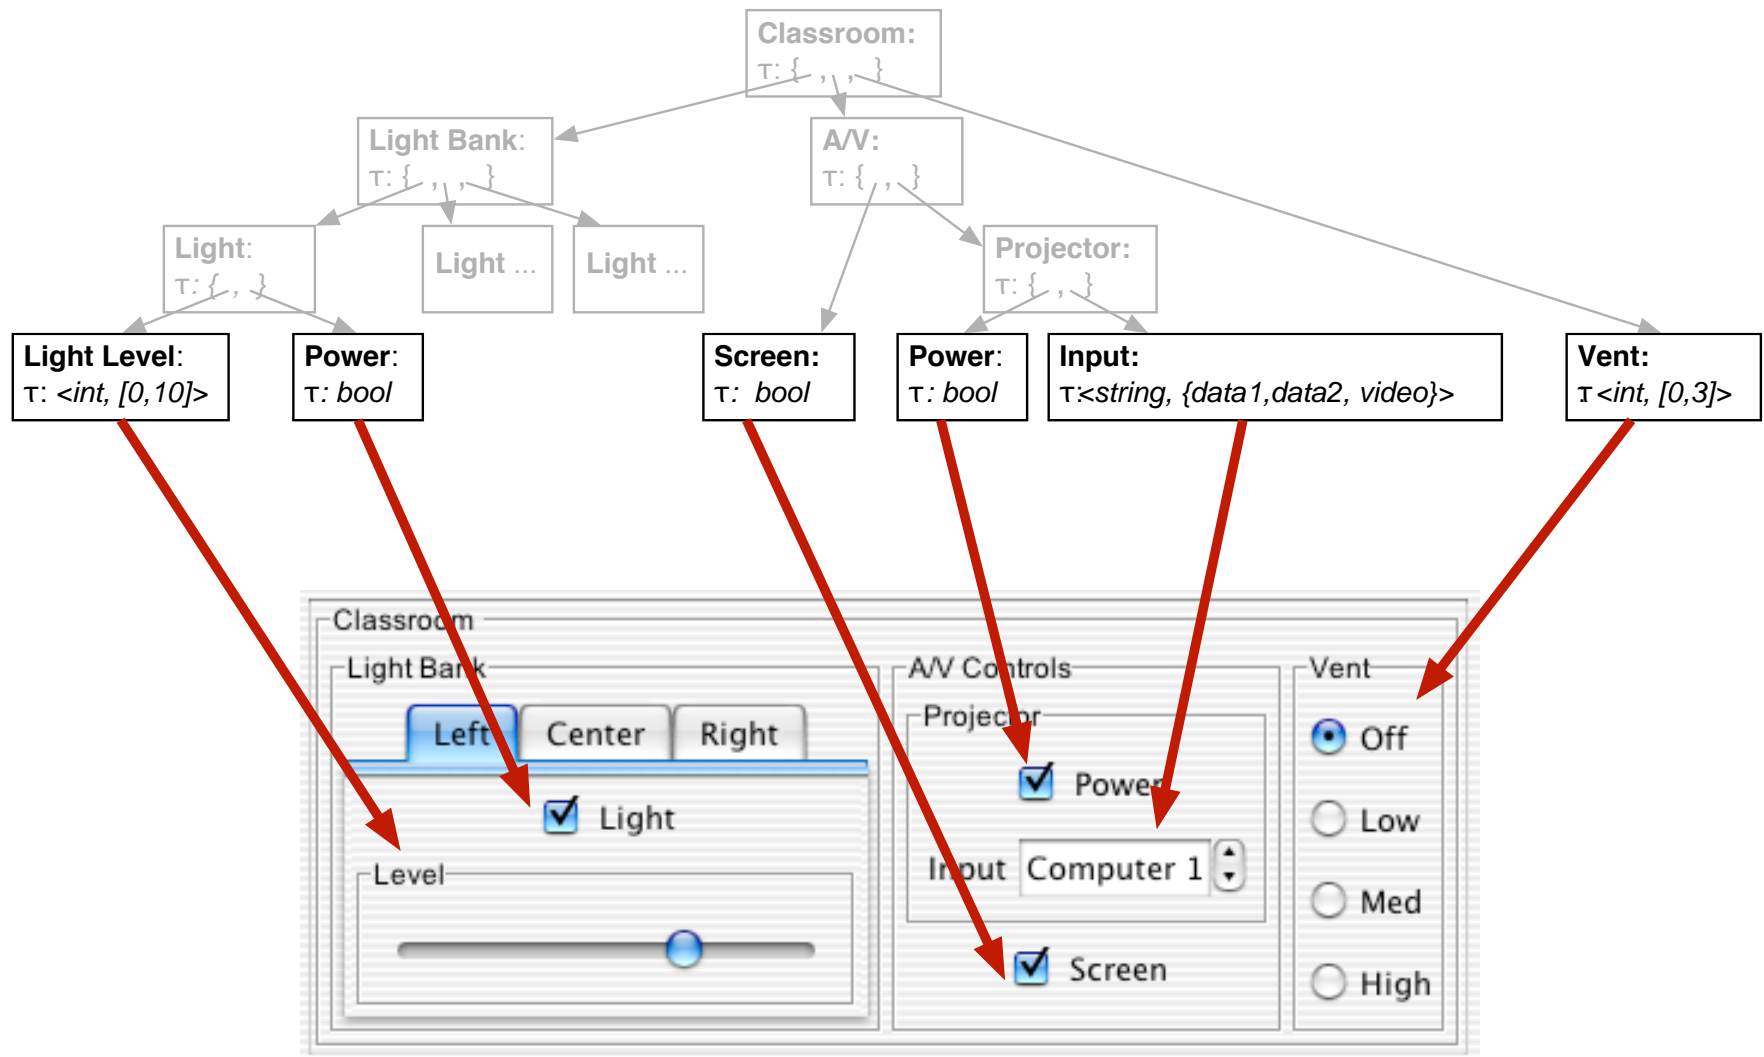 Classroom:
τ: { , , }
Light Bank:
τ: { , , }
A/V:
τ: { , }
Light:
τ: { , }
Light ...
Light ...
Projector:
τ: { , }
Light Level:
τ: <int, [0,10]>
Power:
τ: bool
Screen:
τ: bool
Power:
τ: bool
Input:
τ:<string, {data1,data2, video}>
Vent:
τ <int, [0,3]>
Classroom
Light Bank
Left
Center
Right
Light
Level
A/V Controls
Projector
Power
Input
Computer 1
Screen
Vent
Off
Low
Med
High